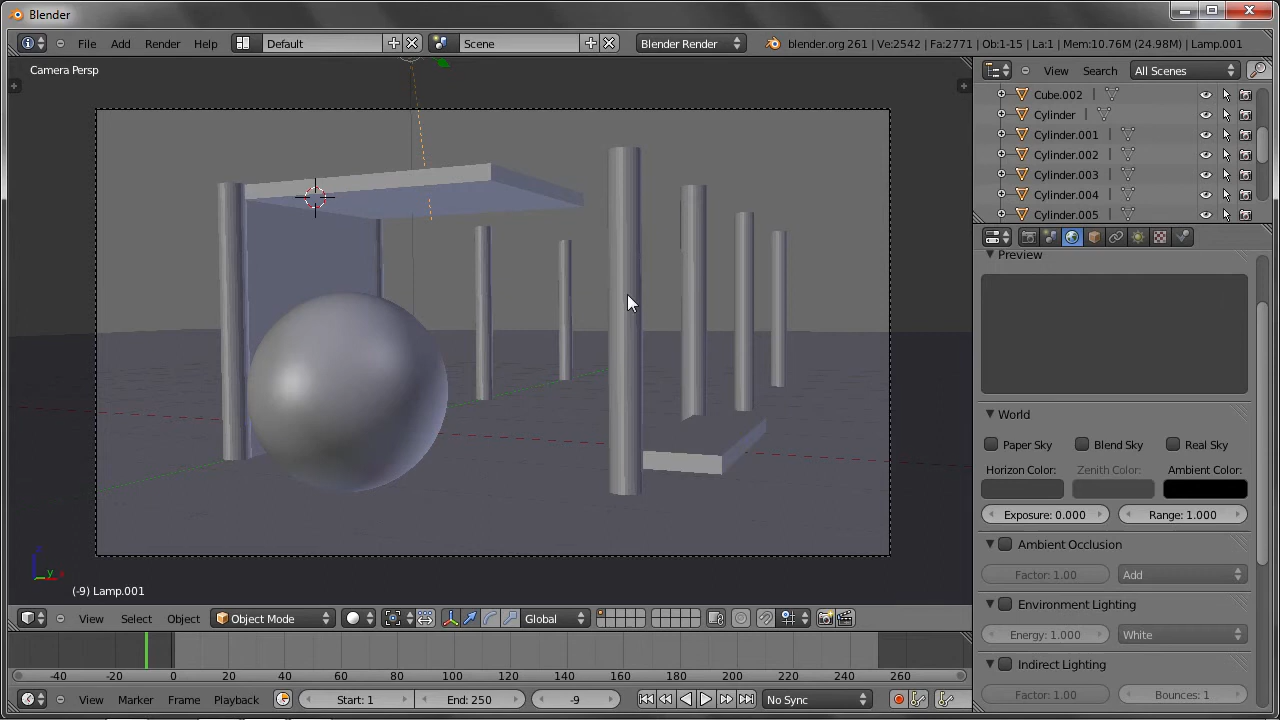 Blender
File Add Render Help Default Scene Blender Render blender.org 261 | Ve:2542 | Fa:2771 | Ob:1-15 | La:1 | Mem:10.76M (24.98M) | Lamp.001
Camera Persp
View Search All Scenes
Cube.002
Cylinder
Cylinder.001
Cylinder.002
Cylinder.003
Cylinder.004
Cylinder.005
Preview
World
Paper Sky Blend Sky Real Sky
Horizon Color: Zenith Color: Ambient Color:
Exposure: 0.000 Range: 1.000
Ambient Occlusion
Factor: 1.00 Add
Environment Lighting
Energy: 1.000 White
Indirect Lighting
Factor: 1.00 Bounces: 1
z
y x
(-9) Lamp.001
View Select Object Object Mode Global
-40 -20 0 20 40 60 80 100 120 140 160 180 200 220 240 260
View Marker Frame Playback Start: 1 End: 250 -9 No Sync